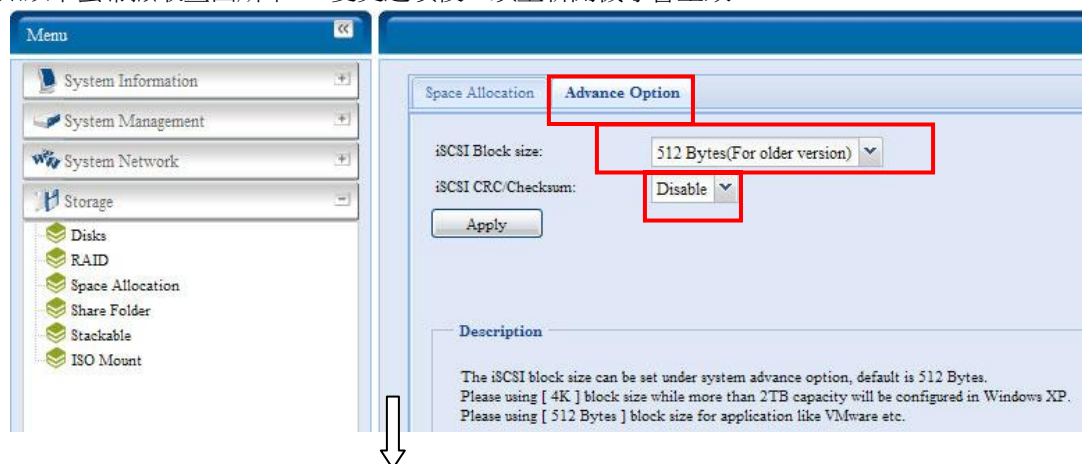 Menu
System Information
System Management
System Network
Storage
Disks
RAID
Space Allocation
Share Folder
Stackable
ISO Mount
Space Allocation Advance Option
iSCSI Block size: 512 Bytes(For older version)
iSCSI CRC/Checksum: Disable
Apply
Description
The iSCSI block size can be set under system advance option, default is 512 Bytes.
Please using [ 4K ] block size while more than 2TB capacity will be configured in Windows XP.
Please using [ 512 Bytes ] block size for application like VMware etc.